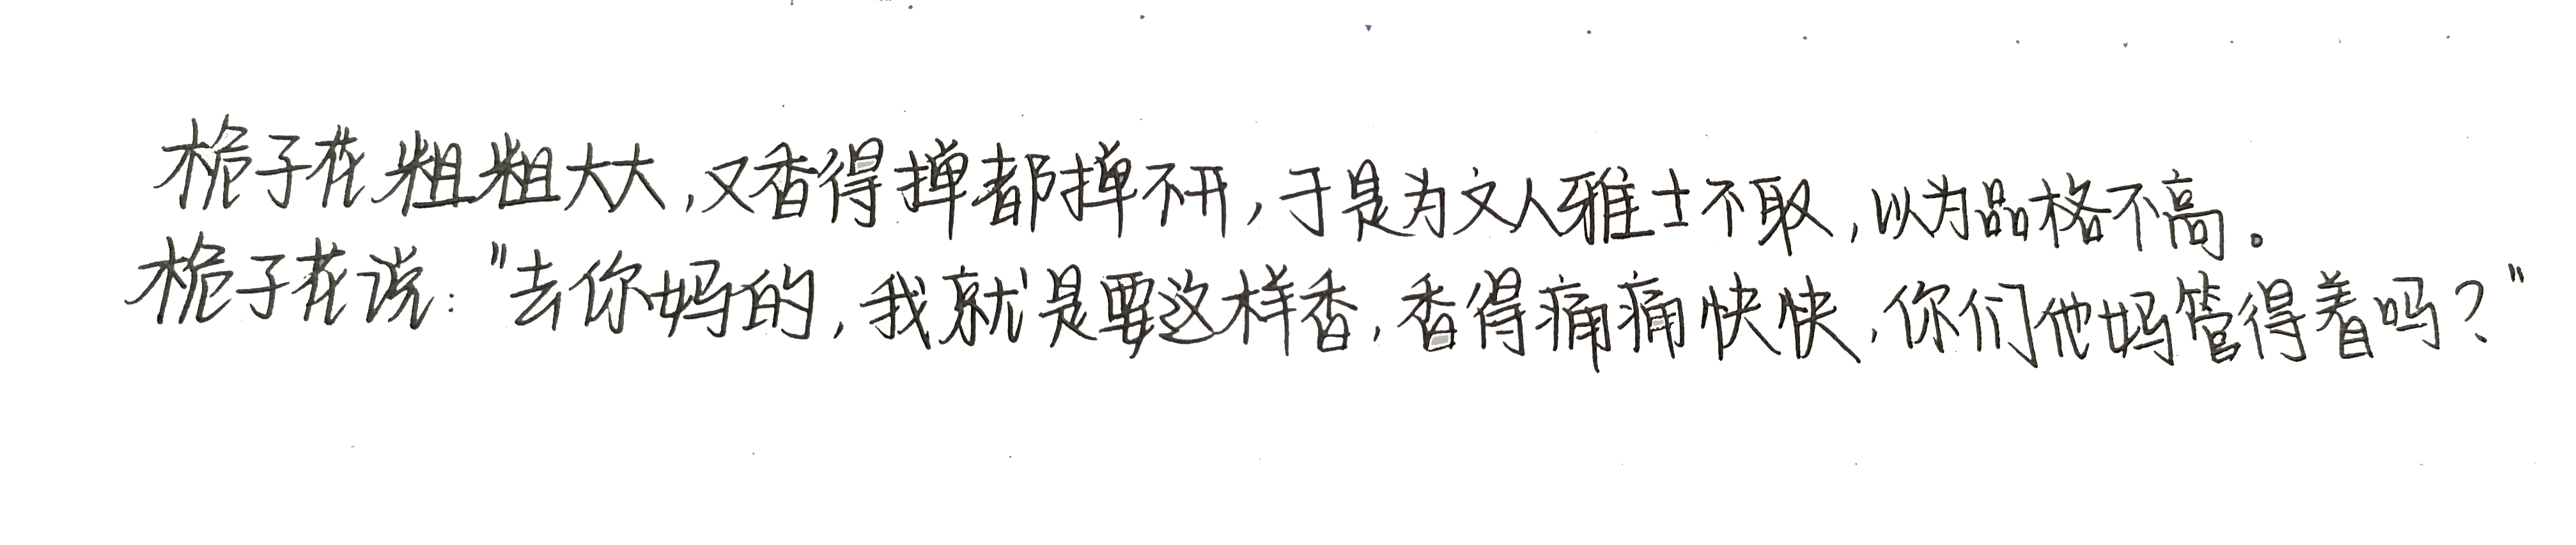 栀子花粗粗大大,又香得掸都掸不开,于是为文人雅士不取,以为品格不高。
栀子花说:"去你妈的,我就是要这样香,香得痛痛快快,你们他妈管得着吗?"